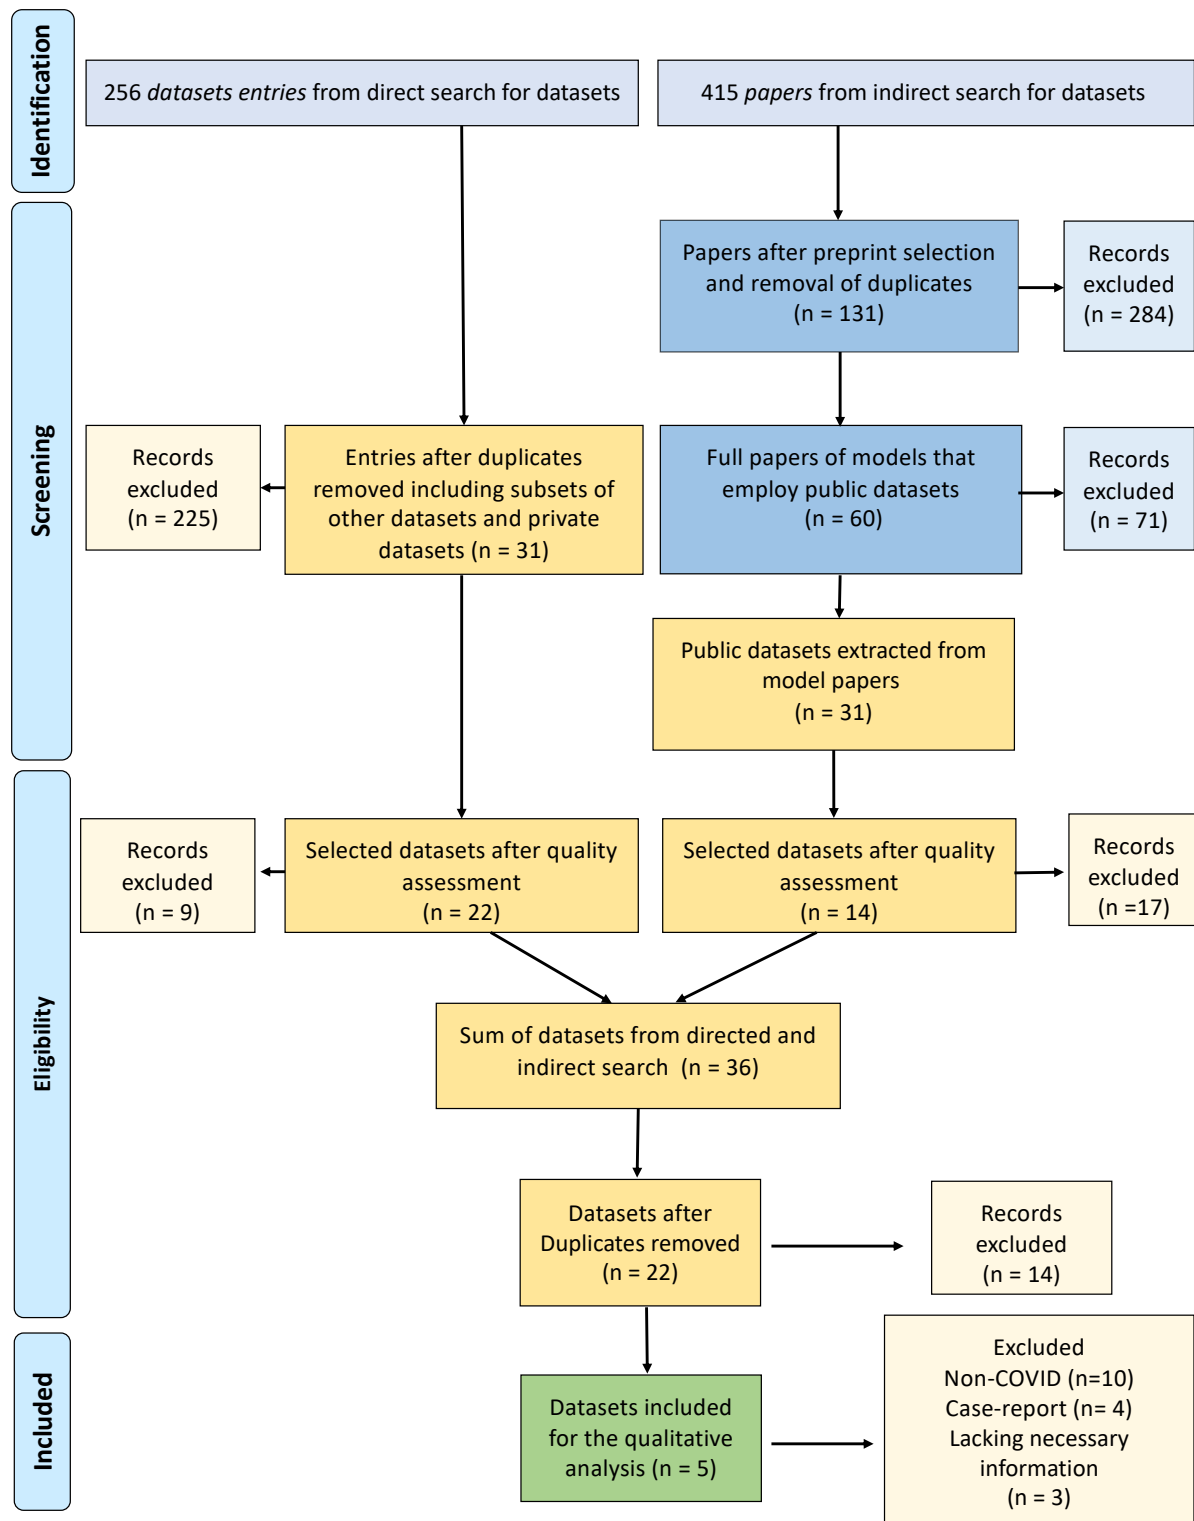 Identification
256 datasets entries from direct search for datasets
415 papers from indirect search for datasets
Screening
Papers after preprint selection
and removal of duplicates
(n = 131)
Records
excluded
(n = 284)
Records
excluded
(n = 225)
Entries after duplicates
removed including subsets of
other datasets and private
datasets (n = 31)
Full papers of models that
employ public datasets
(n = 60)
Records
excluded
(n = 71)
Public datasets extracted from
model papers
(n = 31)
Eligibility
Records
excluded
(n = 9)
Selected datasets after quality
assessment
(n = 22)
Selected datasets after quality
assessment
(n = 14)
Records
excluded
(n =17)
Sum of datasets from directed and
indirect search (n = 36)
Datasets after
Duplicates removed
(n = 22)
Records
excluded
(n = 14)
Included
Datasets included
for the qualitative
analysis (n = 5)
Excluded
Non-COVID (n=10)
Case-report (n= 4)
Lacking necessary
information
(n = 3)